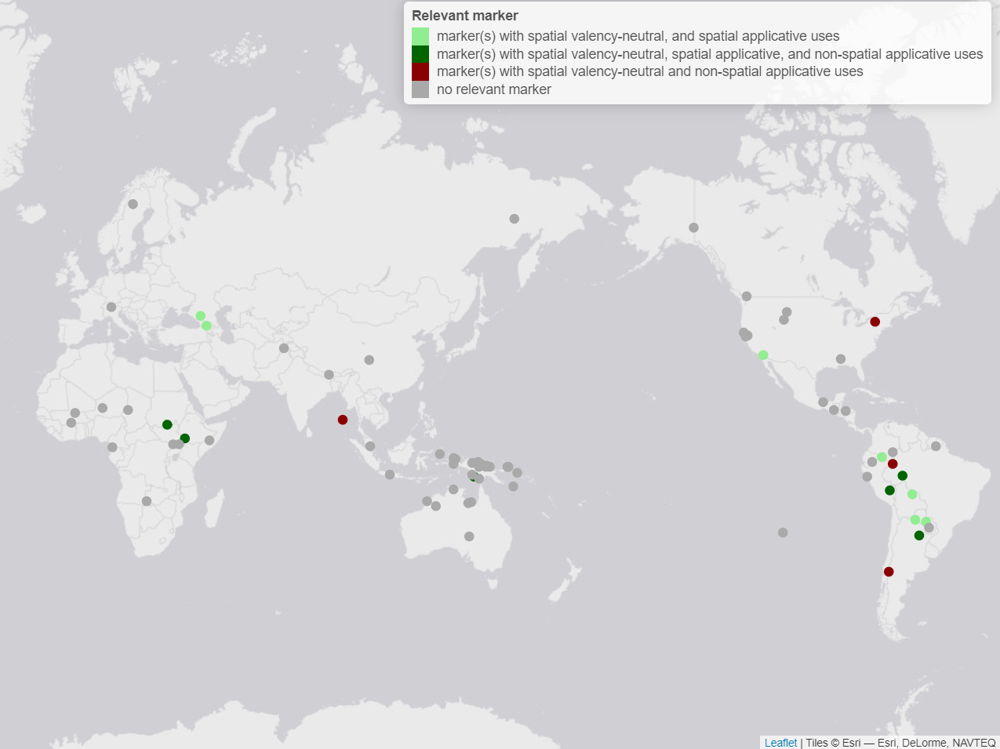 Relevant marker
marker(s) with spatial valency-neutral, and spatial applicative uses
marker(s) with spatial valency-neutral, spatial applicative, and non-spatial applicative uses
marker(s) with spatial valency-neutral and non-spatial applicative uses
no relevant marker
Leaflet | Tiles © Esri — Esri, DeLorme, NAVTEQ